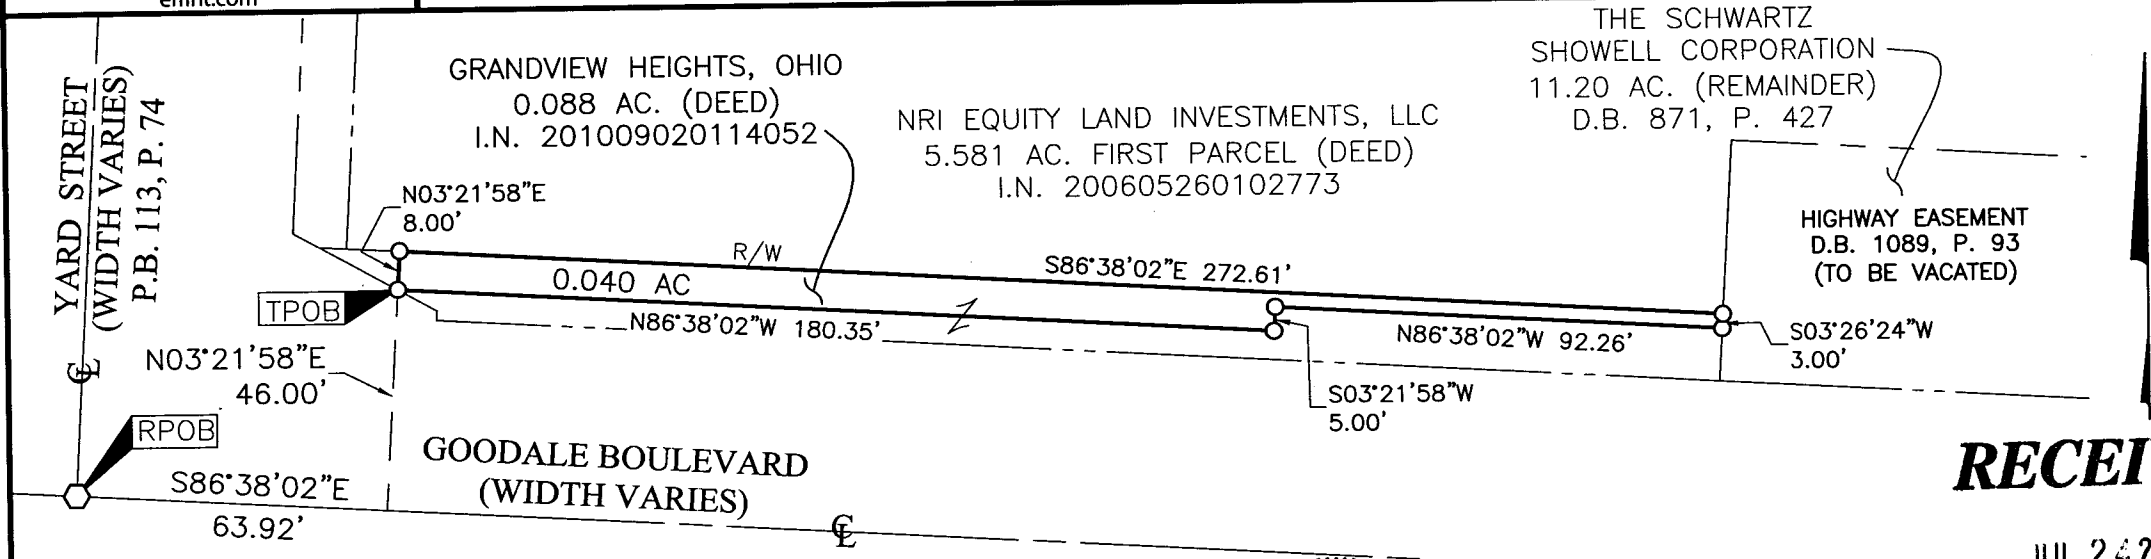 emht.com
THE SCHWARTZ
SHOWELL CORPORATION
11.20 AC. (REMAINDER)
D.B. 871, P. 427
GRANDVIEW HEIGHTS, OHIO
0.088 AC. (DEED)
I.N. 201009020114052
NRI EQUITY LAND INVESTMENTS, LLC
5.581 AC. FIRST PARCEL (DEED)
I.N. 200605260102773
YARD STREET
(WIDTH VARIES)
P.B. 113, P. 74
N03°21'58"E
8.00'
HIGHWAY EASEMENT
D.B. 1089, P. 93
(TO BE VACATED)
R/W
S86°38'02"E 272.61'
0.040 AC
TPOB
N86°38'02"W 180.35'
N86°38'02"W 92.26'
S03°26'24"W
3.00'
N03°21'58"E
46.00'
S03°21'58"W
5.00'
RPOB
GOODALE BOULEVARD
(WIDTH VARIES)
S86°38'02"E
63.92'
RECEI